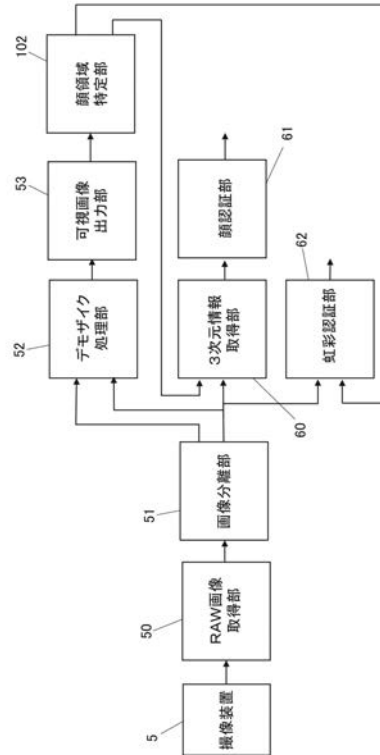 5
撮像装置
50
RAW画像
取得部
51
画像分離部
52
デモザイク
処理部
53
可視画像
出力部
102
顔領域
特定部
60
3次元情報
取得部
61
顔認証部
62
虹彩認証部